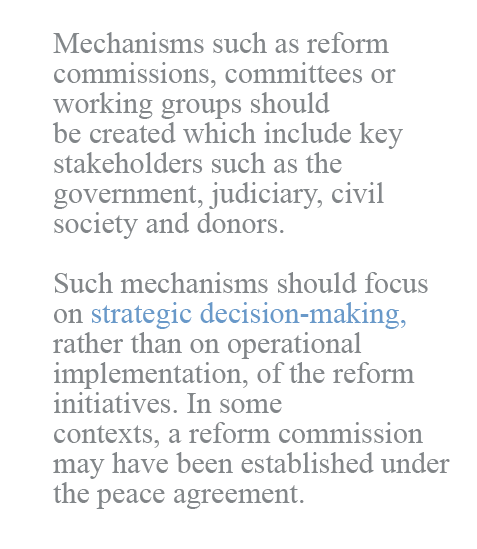 Mechanisms such as reform
commissions, committees or
working groups should
be created which include key
stakeholders such as the
government, judiciary, civil
society and donors.
Such mechanisms should focus
on strategic decision-making,
rather than on operational
implementation, of the reform
initiatives. In some
contexts, a reform commission
may have been established under
the peace agreement.